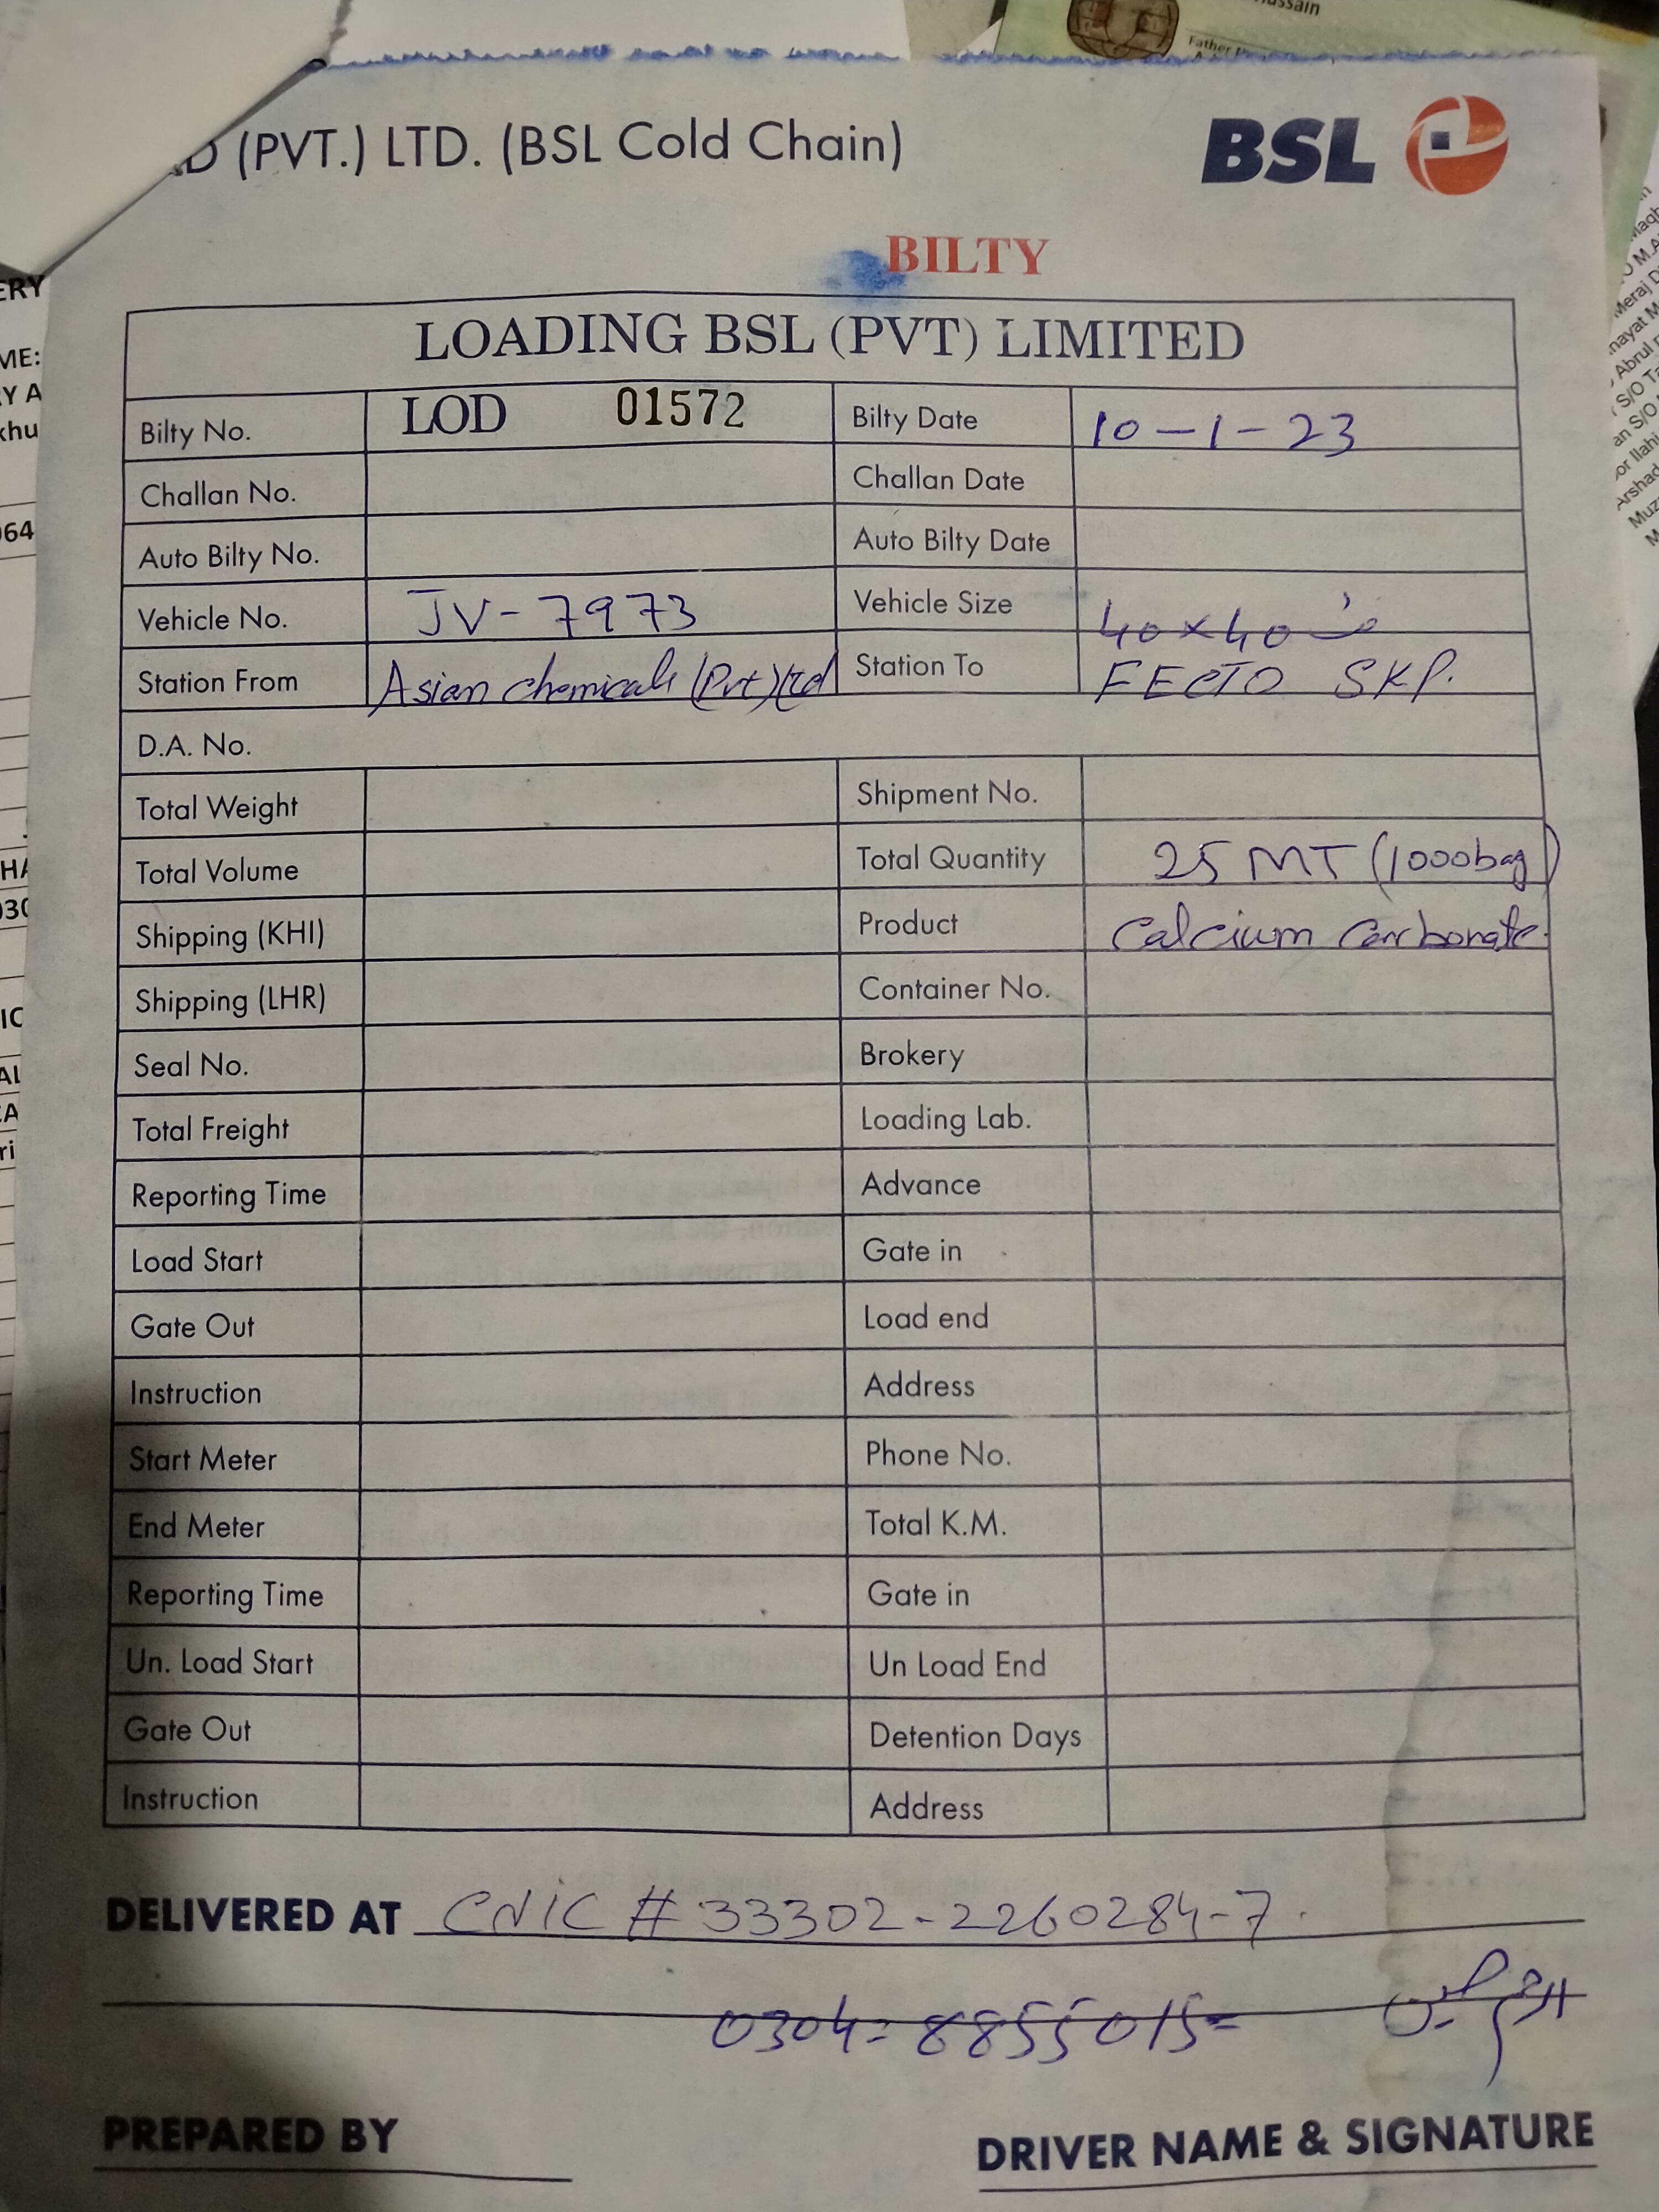 (PVT.) LTD. (BSL Cold Chain)
BSL
BILTY
LOADING BSL (PVT) LIMITED
Bilty No. LOD 01572 Bilty Date 10-1-23
Challan No. Challan Date
Auto Bilty No. Auto Bilty Date
Vehicle No. JV-7973 Vehicle Size 40x40
Station From Asian chemicals (Pvt) Ltd Station To FECTO SKP.
D.A. No.
Total Weight Shipment No.
Total Volume Total Quantity 25 MT (1000bag)
Shipping (KHI) Product Calcium Carbonate.
Shipping (LHR) Container No.
Seal No. Brokery
Total Freight Loading Lab.
Reporting Time Advance
Load Start Gate in
Gate Out Load end
Instruction Address
Start Meter Phone No.
End Meter Total K.M.
Reporting Time Gate in
Un. Load Start Un Load End
Gate Out Detention Days
Instruction Address
DELIVERED AT CNIC # 33302-2260284-7.
0304=8855015=
PREPARED BY
DRIVER NAME & SIGNATURE